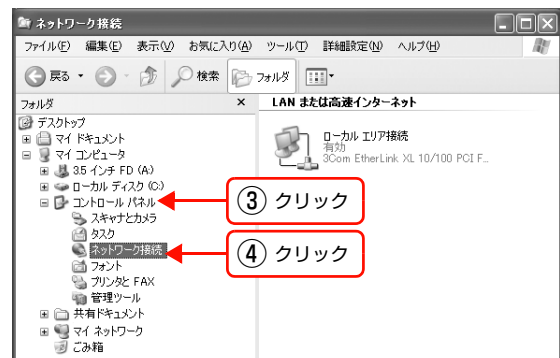 ネットワーク接続
ファイル(F) 編集(E) 表示(V) お気に入り(A) ツール(T) 詳細設定(N) ヘルプ(H)
戻る 検索 フォルダ
フォルダ ×
デスクトップ
マイ ドキュメント
マイ コンピュータ
3.5 インチ FD (A:)
ローカル ディスク (C:)
コントロール パネル
スキャナとカメラ
タスク
ネットワーク接続
フォント
プリンタと FAX
管理ツール
共有ドキュメント
マイ ネットワーク
ごみ箱
LAN または高速インターネット
ローカル エリア接続
有効
3Com EtherLink XL 10/100 PCI F...
③ クリック
④ クリック